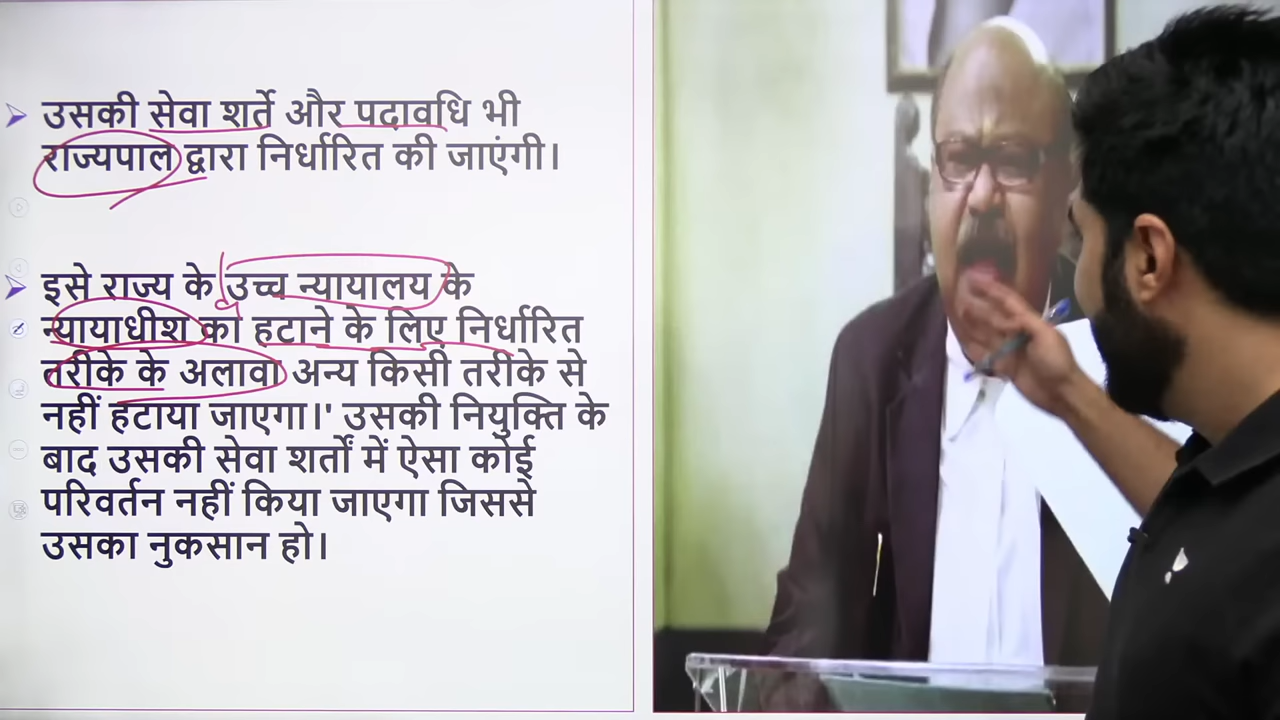 उसकी सेवा शर्ते और पदावधि भी
राज्यपाल द्वारा निर्धारित की जाएंगी।
इसे राज्य के उच्च न्यायालय के
न्यायाधीश को हटाने के लिए निर्धारित
तरीके के अलावा अन्य किसी तरीके से
नहीं हटाया जाएगा।' उसकी नियुक्ति के
बाद उसकी सेवा शर्तों में ऐसा कोई
परिवर्तन नहीं किया जाएगा जिससे
उसका नुकसान हो।